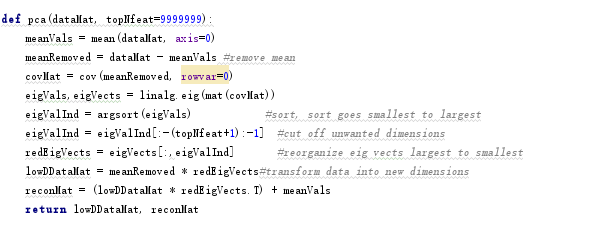 def pca(dataMat, topNfeat=9999999):
    meanVals = mean(dataMat, axis=0)
    meanRemoved = dataMat - meanVals #remove mean
    covMat = cov(meanRemoved, rowvar=0)
    eigVals,eigVects = linalg.eig(mat(covMat))
    eigValInd = argsort(eigVals)            #sort, sort goes smallest to largest
    eigValInd = eigValInd[:-(topNfeat+1):-1]  #cut off unwanted dimensions
    redEigVects = eigVects[:,eigValInd]       #reorganize eig vects largest to smallest
    lowDDataMat = meanRemoved * redEigVects#transform data into new dimensions
    reconMat = (lowDDataMat * redEigVects.T) + meanVals
    return lowDDataMat, reconMat